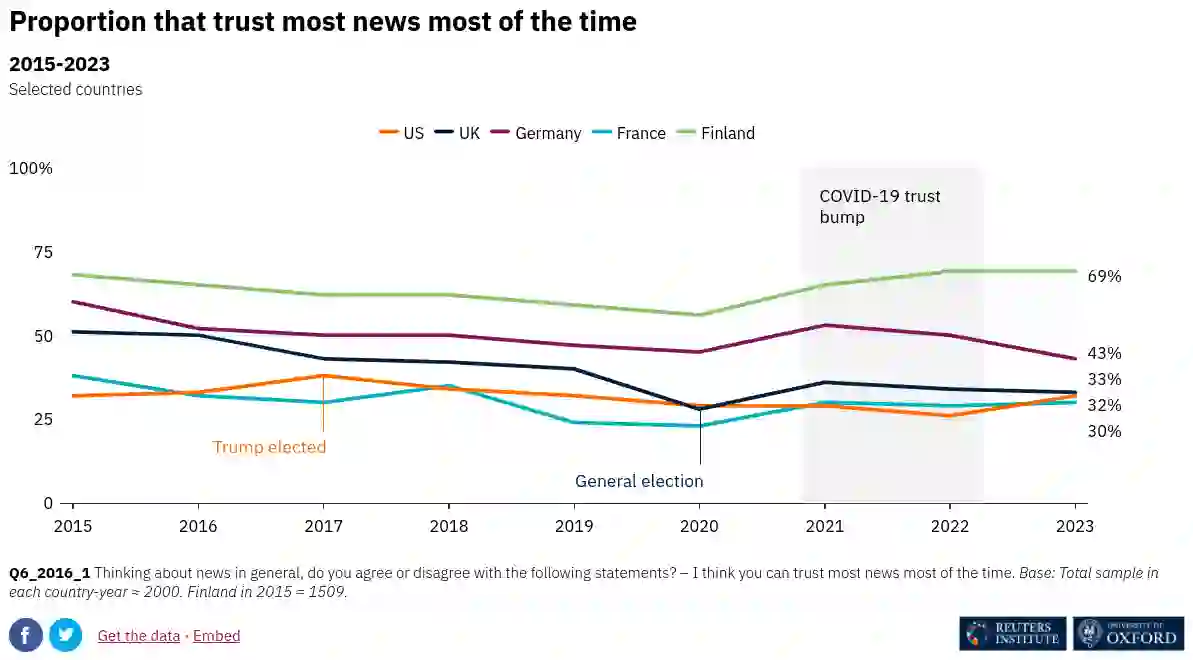 Proportion that trust most news most of the time
2015-2023
Selected countries
US UK Germany France Finland
100%
COVID-19 trust
bump
75
69%
50
43%
33%
32%
25
30%
Trump elected
General election
0
2015 2016 2017 2018 2019 2020 2021 2022 2023
Q6_2016_1 Thinking about news in general, do you agree or disagree with the following statements? – I think you can trust most news most of the time. Base: Total sample in
each country-year ≈ 2000. Finland in 2015 = 1509.
Get the data · Embed
REUTERS
INSTITUTE
UNIVERSITY OF
OXFORD